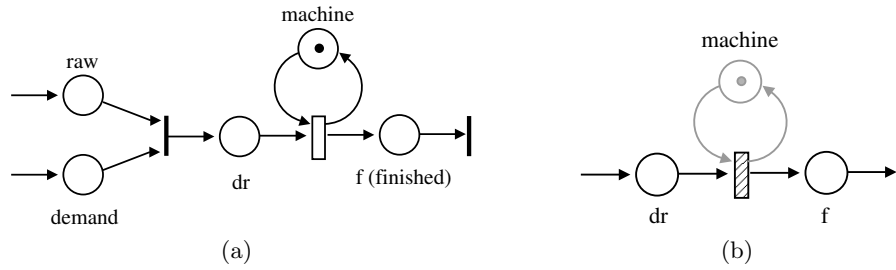 machine
raw
dr
f (finished)
demand
(a)
machine
dr
f
(b)